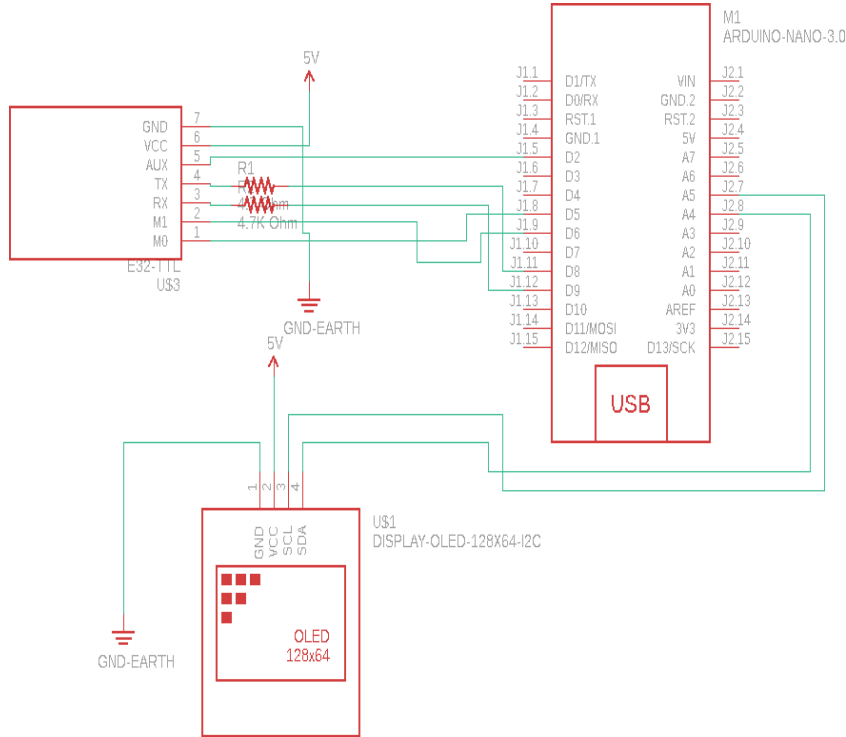 M1
ARDUINO-NANO-3.0
5V
J1.1 D1/TX VIN J2.1
J1.2 D0/RX GND.2 J2.2
J1.3 RST.1 RST.2 J2.3
J1.4 GND.1 5V J2.4
J1.5 D2 A7 J2.5
J1.6 D3 A6 J2.6
J1.7 D4 A5 J2.7
J1.8 D5 A4 J2.8
J1.9 D6 A3 J2.9
J1.10 D7 A2 J2.10
J1.11 D8 A1 J2.11
J1.12 D9 A0 J2.12
J1.13 D10 AREF J2.13
J1.14 D11/MOSI 3V3 J2.14
J1.15 D12/MISO D13/SCK J2.15
USB
GND 7
VCC 6
AUX 5
TX 4
RX 3
M1 2
M0 1
R1
4.7K Ohm
E32-TTL
U$3
GND-EARTH
5V
1 2 3 4
GND
VCC
SCL
SDA
U$1
DISPLAY-OLED-128X64-I2C
OLED
128x64
GND-EARTH